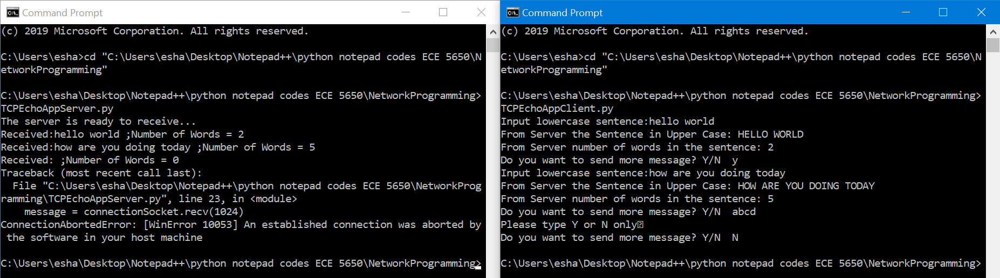 Command Prompt
(c) 2019 Microsoft Corporation. All rights reserved.
C:\Users\esha>cd "C:\Users\esha\Desktop\Notepad++\python notepad codes ECE 5650\N
etworkProgramming"
C:\Users\esha\Desktop\Notepad++\python notepad codes ECE 5650\NetworkProgramming>
TCPEchoAppServer.py
The server is ready to receive...
Received:hello world ;Number of Words = 2
Received:how are you doing today ;Number of Words = 5
Received: ;Number of Words = 0
Traceback (most recent call last):
  File "C:\Users\esha\Desktop\Notepad++\python notepad codes ECE 5650\NetworkProg
ramming\TCPEchoAppServer.py", line 23, in <module>
    message = connectionSocket.recv(1024)
ConnectionAbortedError: [WinError 10053] An established connection was aborted by
 the software in your host machine
C:\Users\esha\Desktop\Notepad++\python notepad codes ECE 5650\NetworkProgramming>
Command Prompt
(c) 2019 Microsoft Corporation. All rights reserved.
C:\Users\esha>cd "C:\Users\esha\Desktop\Notepad++\python notepad codes ECE 5650\N
etworkProgramming"
C:\Users\esha\Desktop\Notepad++\python notepad codes ECE 5650\NetworkProgramming>
TCPEchoAppClient.py
Input lowercase sentence:hello world
From Server the Sentence in Upper Case: HELLO WORLD
From Server number of words in the sentence: 2
Do you want to send more message? Y/N  y
Input lowercase sentence:how are you doing today
From Server the Sentence in Upper Case: HOW ARE YOU DOING TODAY
From Server number of words in the sentence: 5
Do you want to send more message? Y/N  abcd
Please type Y or N only
Do you want to send more message? Y/N  N
C:\Users\esha\Desktop\Notepad++\python notepad codes ECE 5650\NetworkProgramming>